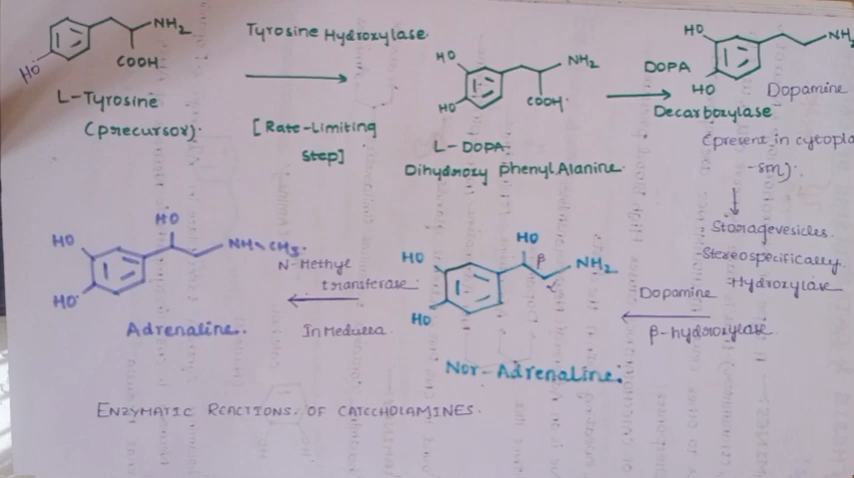 NH₂
HO
COOH
L-Tyrosine
(precursor).
Tyrosine Hydroxylase
[Rate-Limiting
Step]
HO
HO
NH₂
COOH
L-DOPA
Dihydroxy phenyl Alanine
DOPA
Decarboxylase
HO
HO
NH₂
Dopamine
(present in cytopla
-sm).
Storage vesicles.
Stereospecifically
Hydroxylase
Dopamine
β-hydroxylase
HO
HO
HO
β
α
NH₂
Nor-Adrenaline.
N-Methyl
transferase
In Medulla
HO
HO
HO
NH-CH₃.
Adrenaline.
ENZYMATIC REACTIONS OF CATECHOLAMINES.